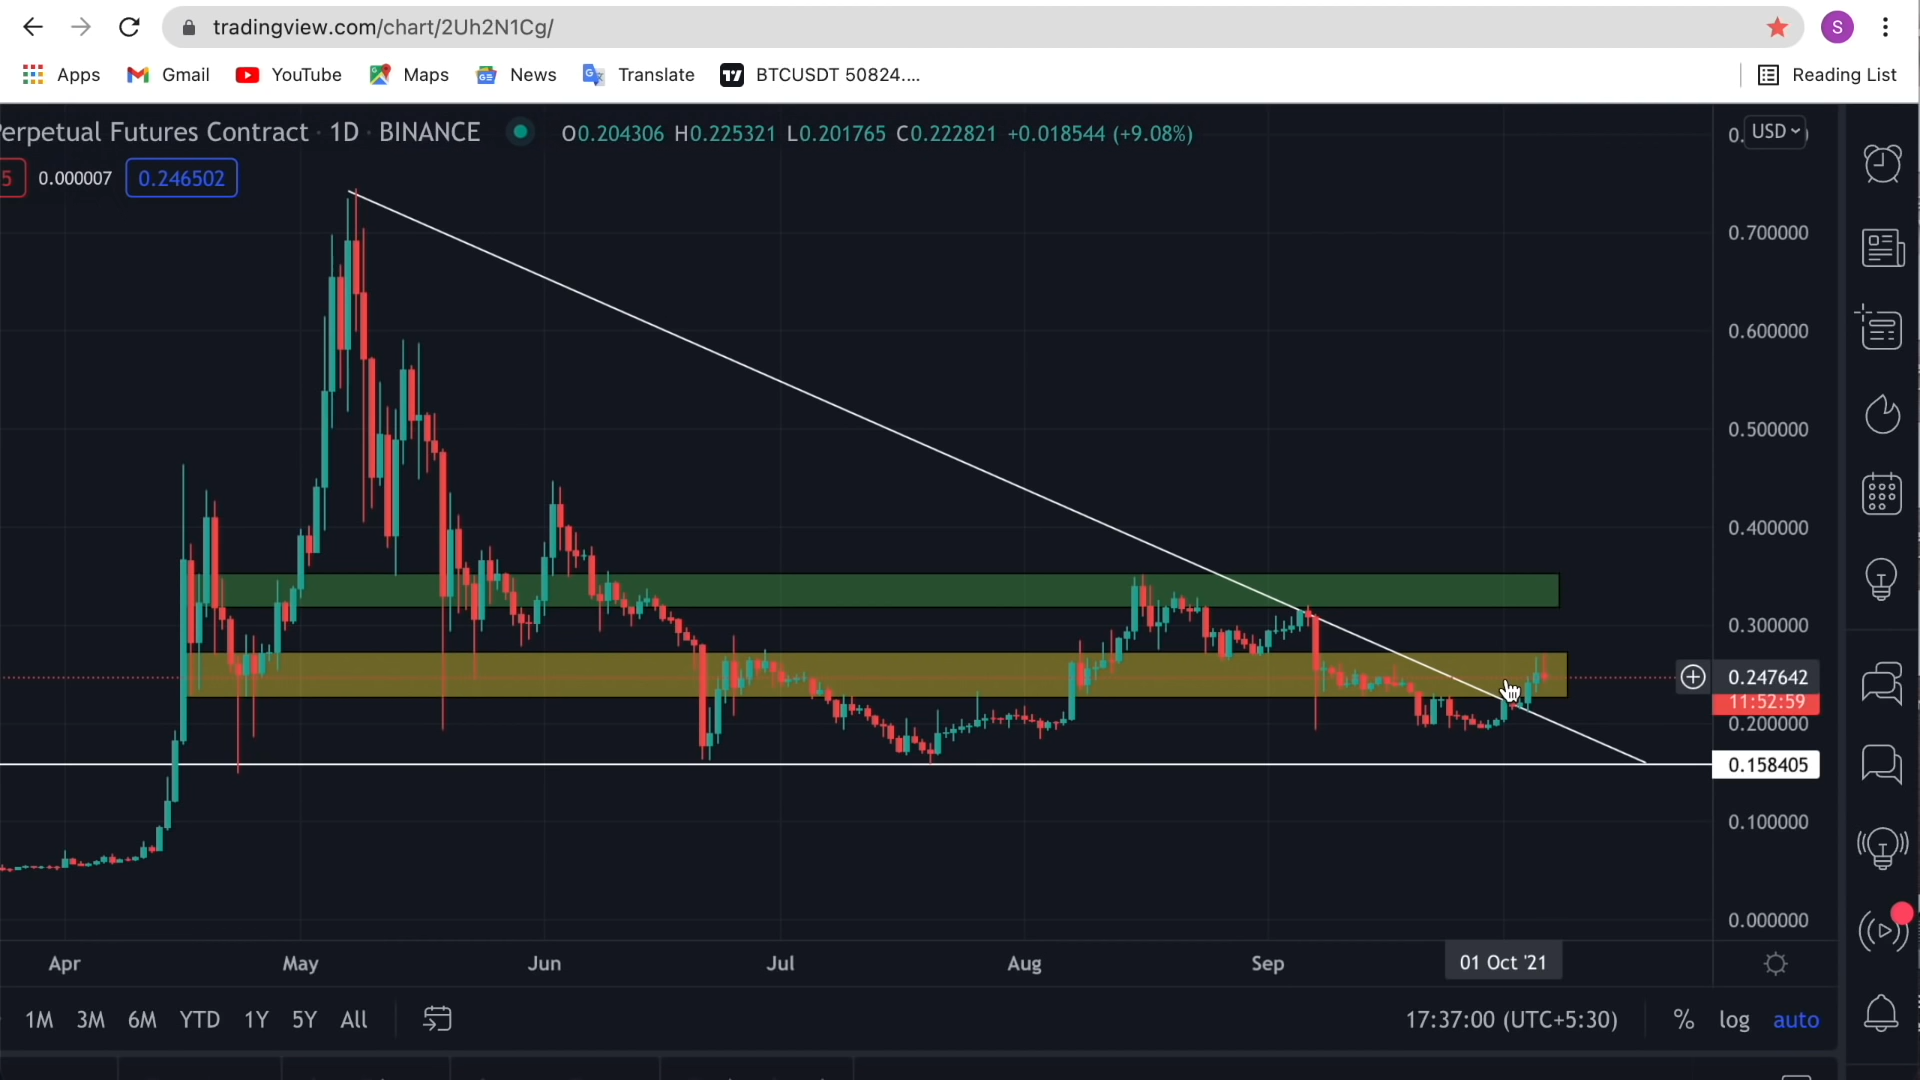 tradingview.com/chart/2Uh2N1Cg/
S
Apps Gmail YouTube Maps News Translate BTCUSDT 50824.... Reading List
erpetual Futures Contract · 1D · BINANCE O0.204306 H0.225321 L0.201765 C0.222821 +0.018544 (+9.08%)
USD
5 0.000007 0.246502
0.700000
0.600000
0.500000
0.400000
0.300000
0.247642
11:52:59
0.200000
0.158405
0.100000
0.000000
Apr May Jun Jul Aug Sep 01 Oct '21
1M 3M 6M YTD 1Y 5Y All 17:37:00 (UTC+5:30) % log auto